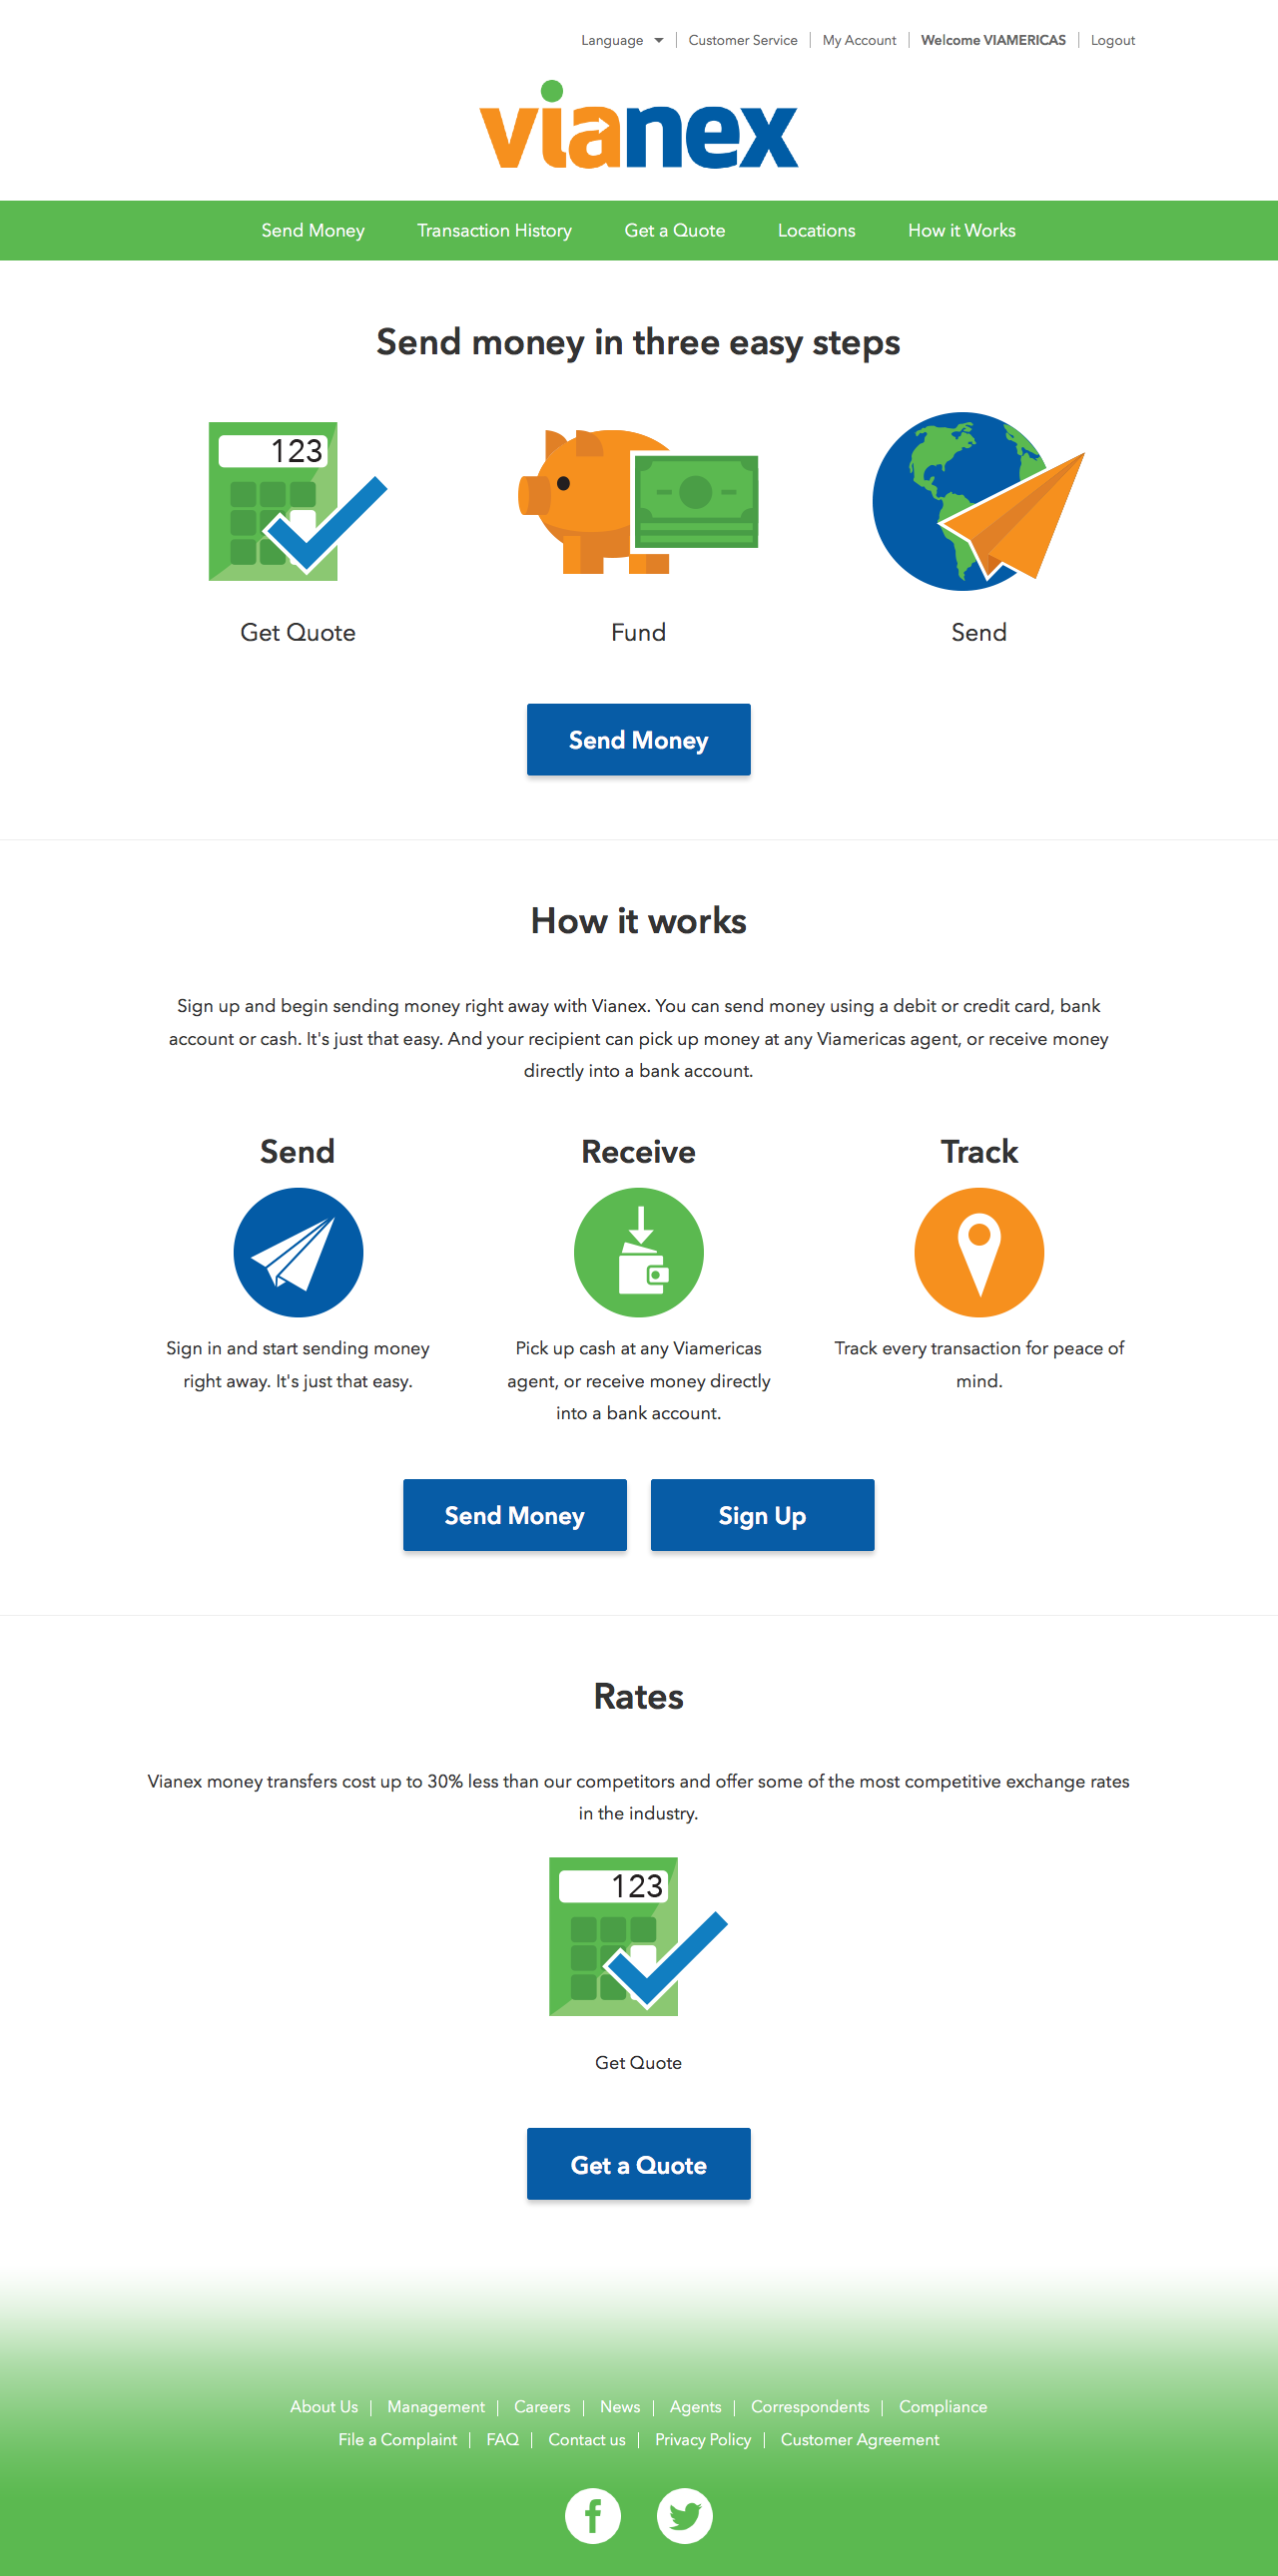 Language Customer Service My Account Welcome VIAMERICAS Logout
vianex
Send Money Transaction History Get a Quote Locations How it Works
Send money in three easy steps
123
Get Quote Fund Send
Send Money
How it works
Sign up and begin sending money right away with Vianex. You can send money using a debit or credit card, bank
account or cash. It's just that easy. And your recipient can pick up money at any Viamericas agent, or receive money
directly into a bank account.
Send Receive Track
Sign in and start sending money
right away. It's just that easy.
Pick up cash at any Viamericas
agent, or receive money directly
into a bank account.
Track every transaction for peace of
mind.
Send Money Sign Up
Rates
Vianex money transfers cost up to 30% less than our competitors and offer some of the most competitive exchange rates
in the industry.
123
Get Quote
Get a Quote
About Us Management Careers News Agents Correspondents Compliance
File a Complaint FAQ Contact us Privacy Policy Customer Agreement